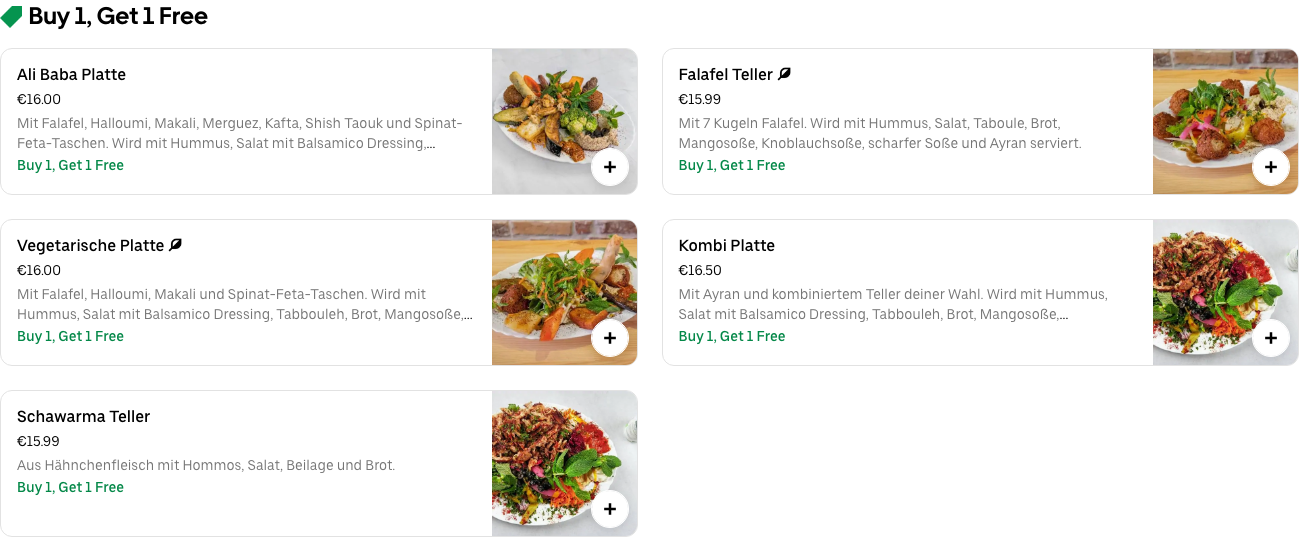 Buy 1, Get 1 Free
Ali Baba Platte
€16.00
Mit Falafel, Halloumi, Makali, Merguez, Kafta, Shish Taouk und Spinat-
Feta-Taschen. Wird mit Hummus, Salat mit Balsamico Dressing,...
Buy 1, Get 1 Free
Falafel Teller
€15.99
Mit 7 Kugeln Falafel. Wird mit Hummus, Salat, Taboule, Brot,
Mangosoße, Knoblauchsoße, scharfer Soße und Ayran serviert.
Buy 1, Get 1 Free
Vegetarische Platte
€16.00
Mit Falafel, Halloumi, Makali und Spinat-Feta-Taschen. Wird mit
Hummus, Salat mit Balsamico Dressing, Tabbouleh, Brot, Mangosoße,...
Buy 1, Get 1 Free
Kombi Platte
€16.50
Mit Ayran und kombiniertem Teller deiner Wahl. Wird mit Hummus,
Salat mit Balsamico Dressing, Tabbouleh, Brot, Mangosoße,...
Buy 1, Get 1 Free
Schawarma Teller
€15.99
Aus Hähnchenfleisch mit Hommos, Salat, Beilage und Brot.
Buy 1, Get 1 Free